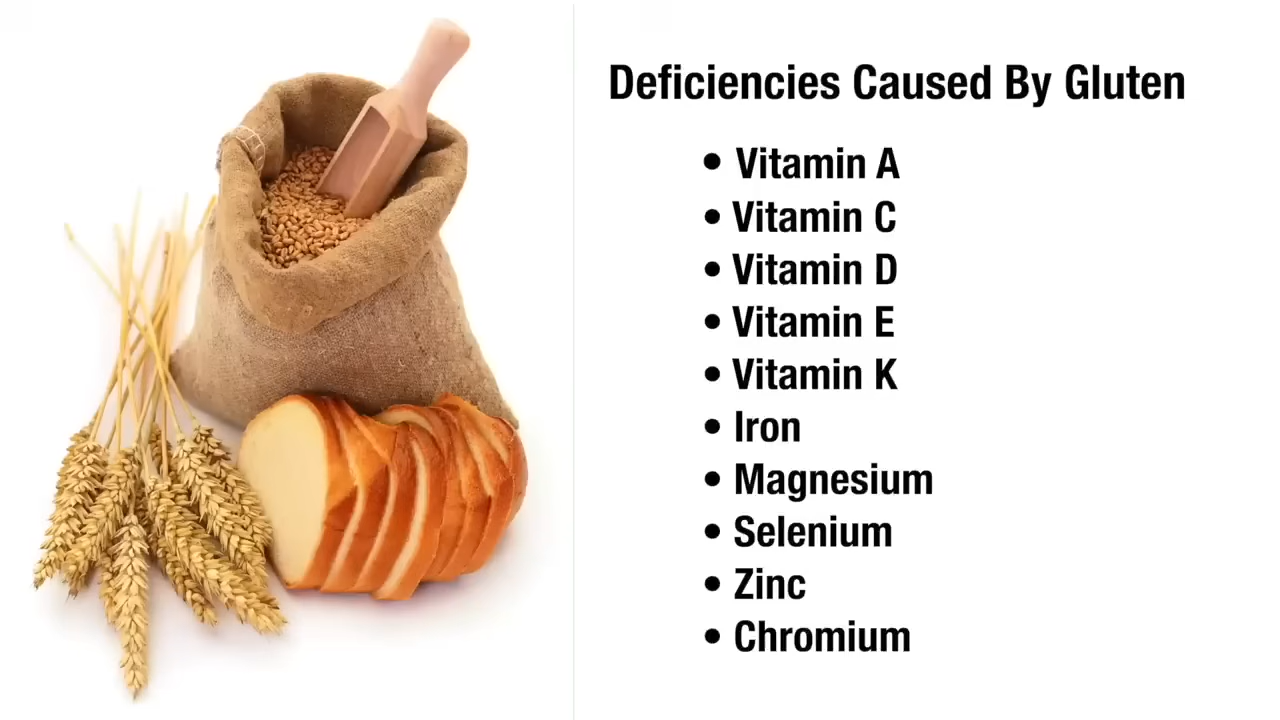 Deficiencies Caused By Gluten
• Vitamin A
• Vitamin C
• Vitamin D
• Vitamin E
• Vitamin K
• Iron
• Magnesium
• Selenium
• Zinc
• Chromium